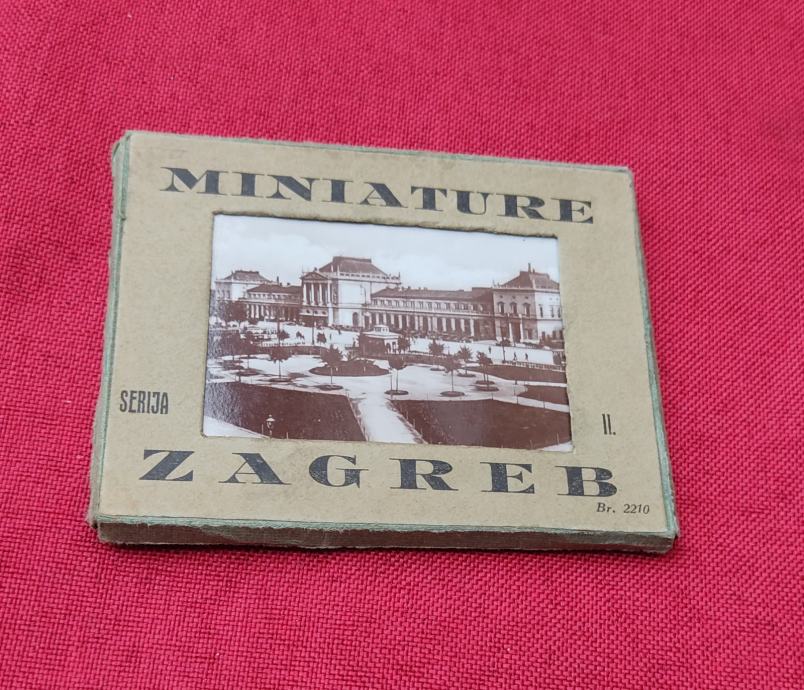 MINIATURE
SERIJA II.
ZAGREB
Br. 2210